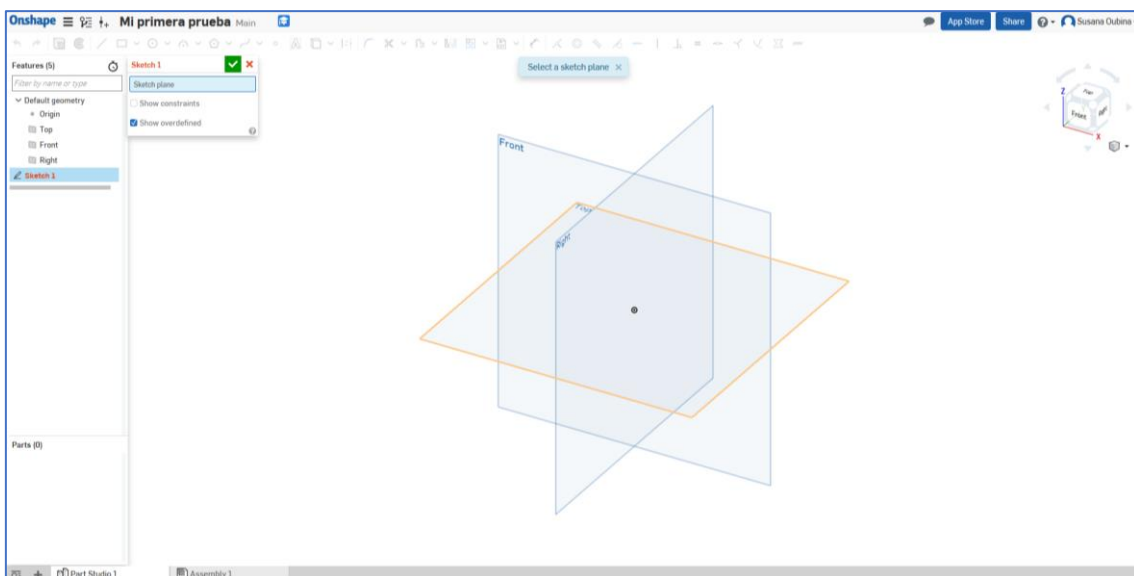 Onshape Mi primera prueba Main
App Store Share Susana Oubina
Features (5)
Filter by name or type
Default geometry
Origin
Top
Front
Right
Sketch 1
Sketch 1
Sketch plane
Show constraints
Show overdefined
Select a sketch plane
Front
Right
Z
Front
X
Parts (0)
Part Studio 1 Assembly 1